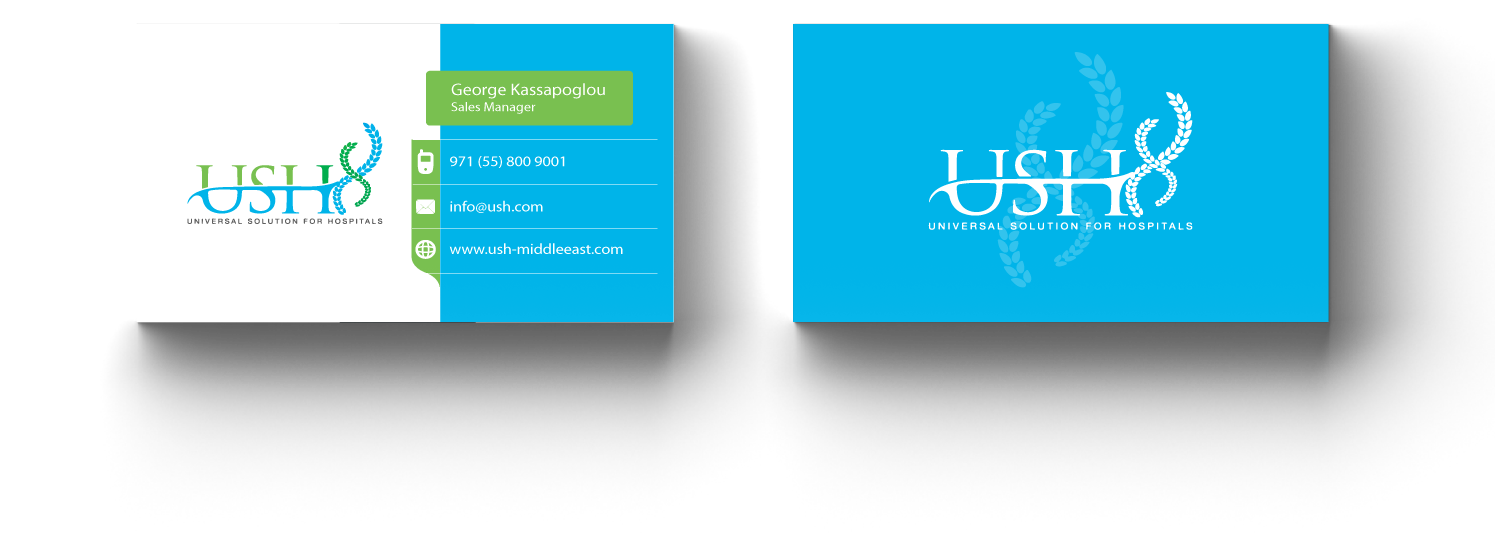 USH
UNIVERSAL SOLUTION FOR HOSPITALS
George Kassapoglou
Sales Manager
971 (55) 800 9001
info@ush.com
www.ush-middleeast.com
USH
UNIVERSAL SOLUTION FOR HOSPITALS